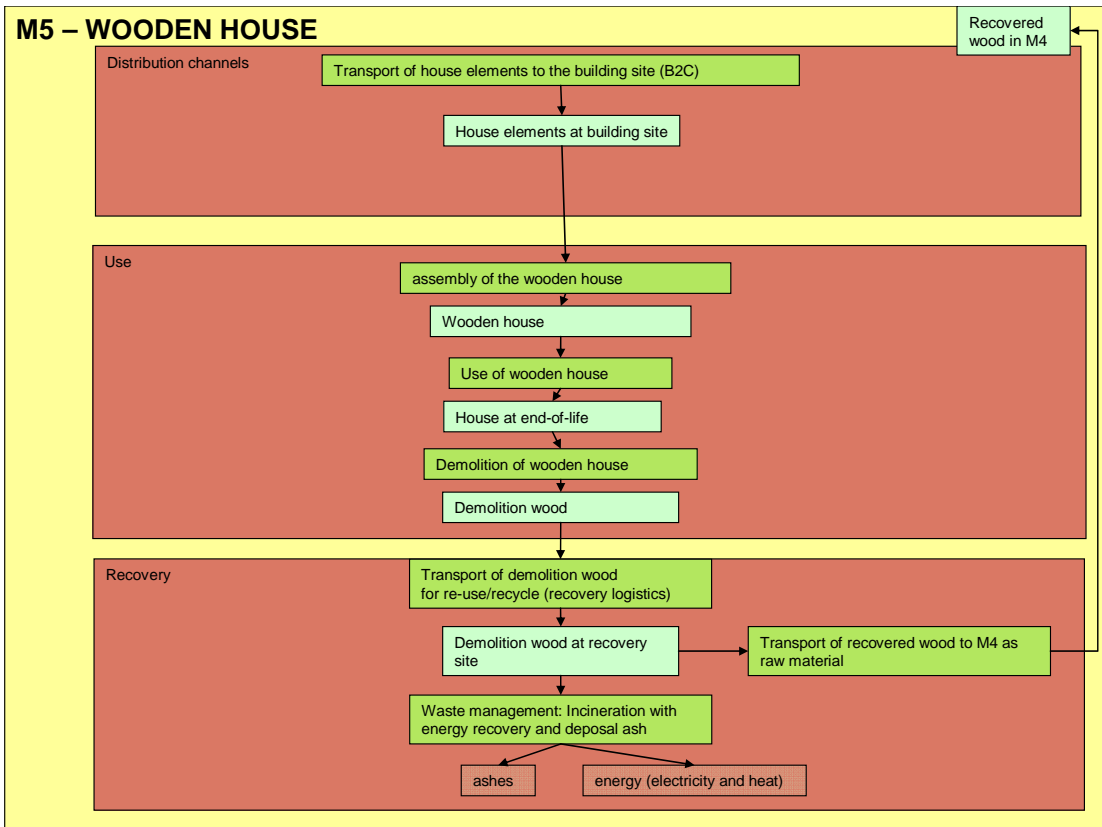 M5 – WOODEN HOUSE
Recovered
wood in M4
Distribution channels
Transport of house elements to the building site (B2C)
House elements at building site
Use
assembly of the wooden house
Wooden house
Use of wooden house
House at end-of-life
Demolition of wooden house
Demolition wood
Recovery
Transport of demolition wood
for re-use/recycle (recovery logistics)
Demolition wood at recovery
site
Transport of recovered wood to M4 as
raw material
Waste management: Incineration with
energy recovery and deposal ash
ashes
energy (electricity and heat)